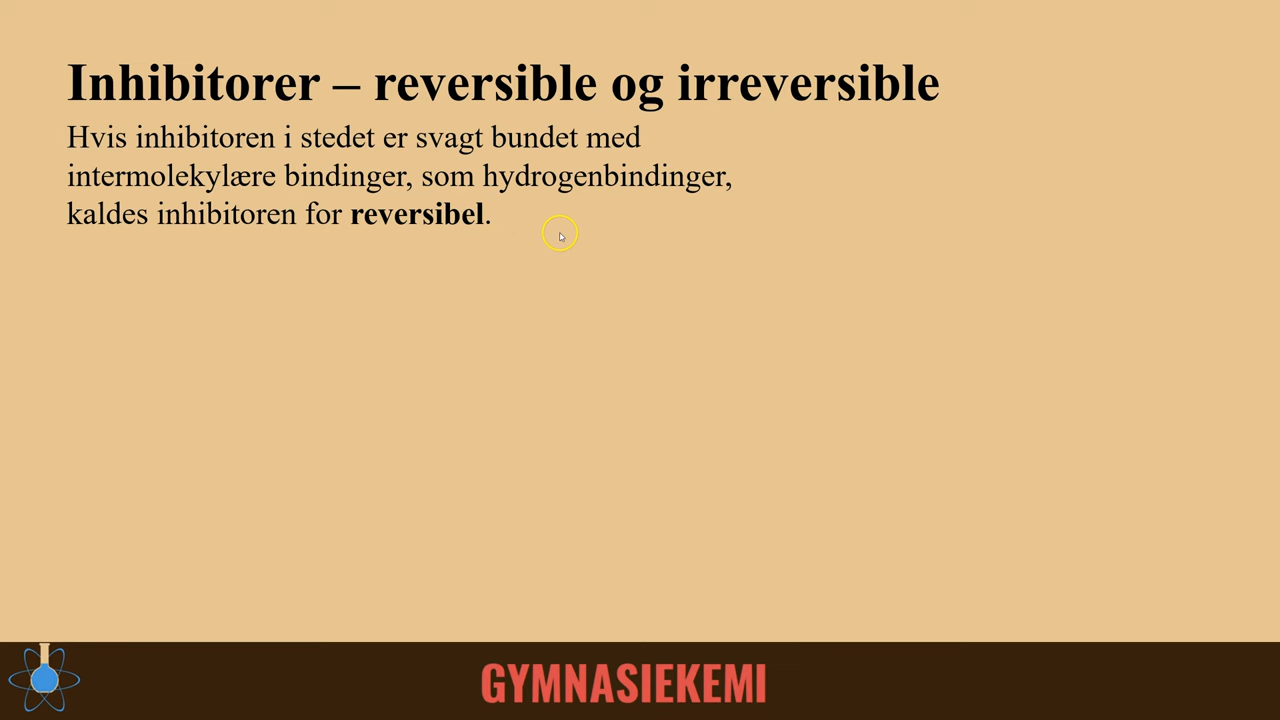 Inhibitorer – reversible og irreversible
Hvis inhibitoren i stedet er svagt bundet med
intermolekylære bindinger, som hydrogenbindinger,
kaldes inhibitoren for reversibel.
GYMNASIEKEMI